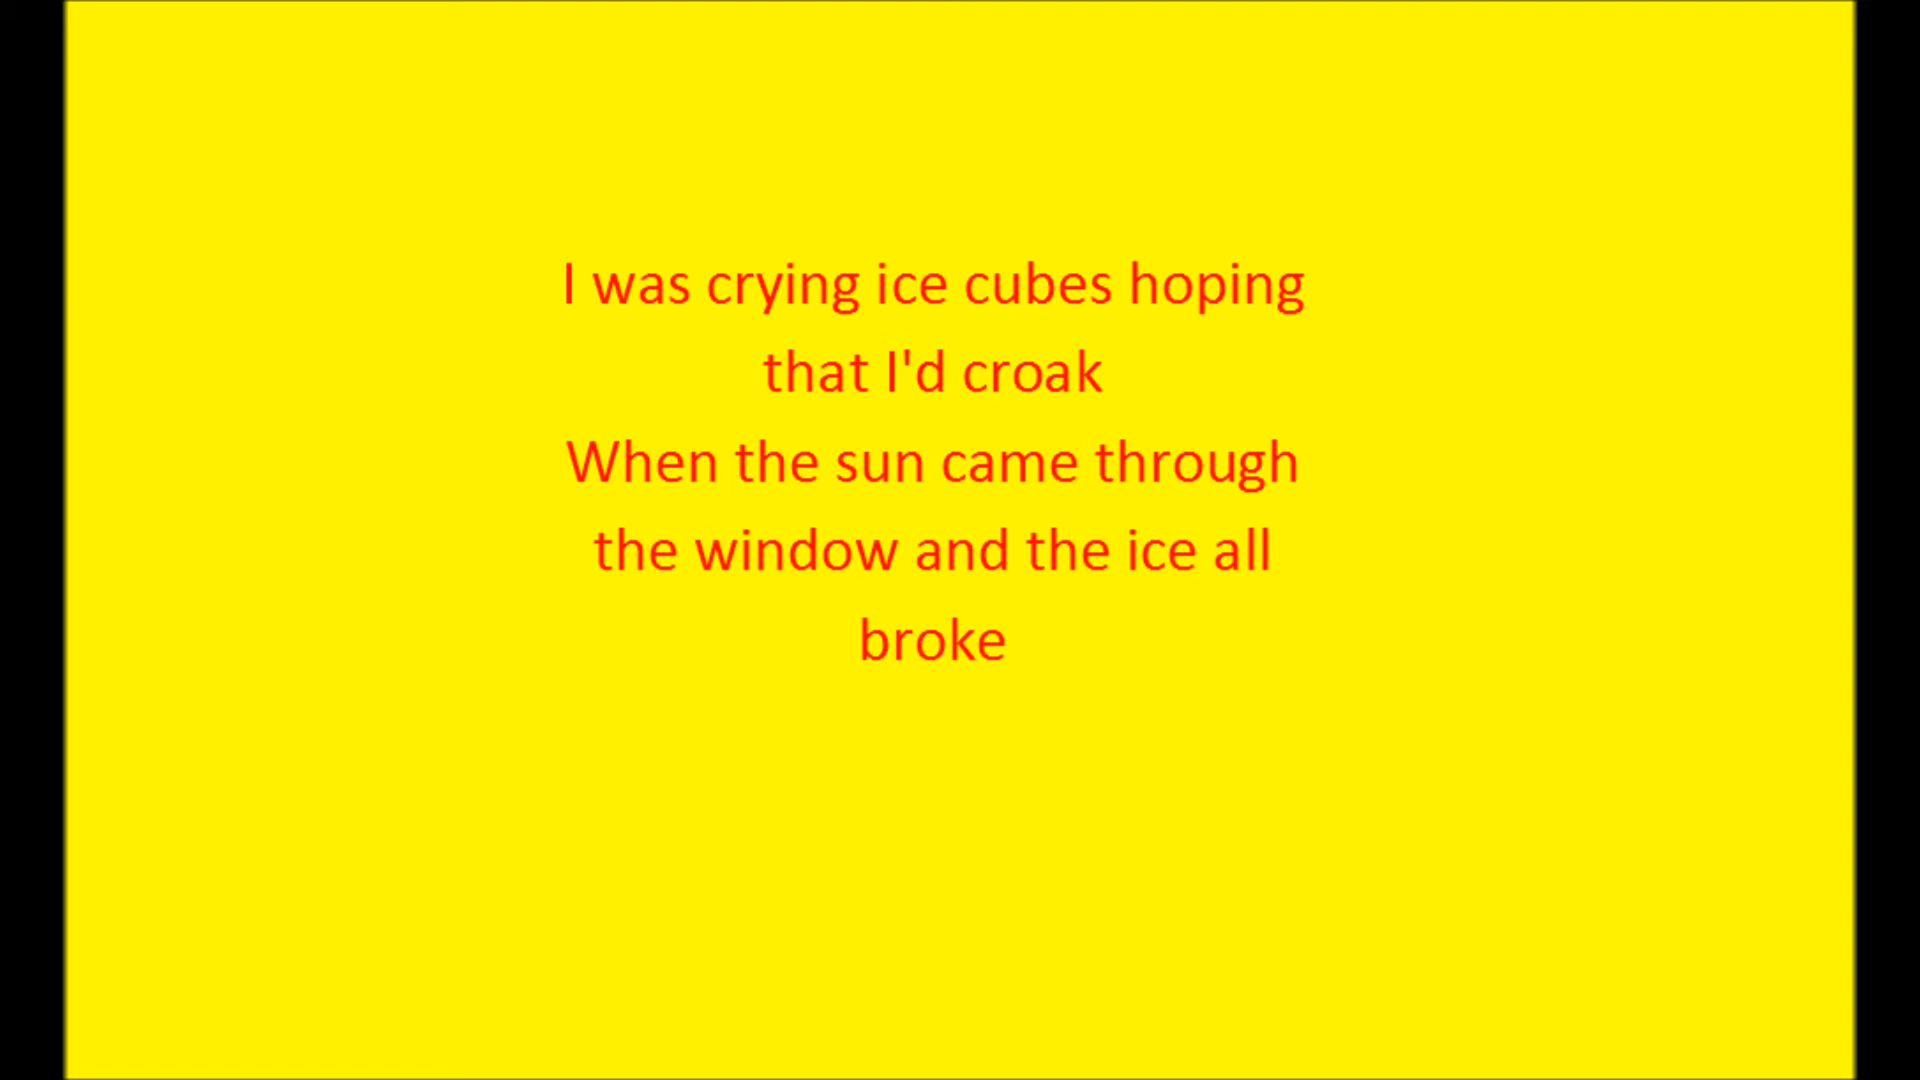 I was crying ice cubes hoping
that I'd croak
When the sun came through
the window and the ice all
broke